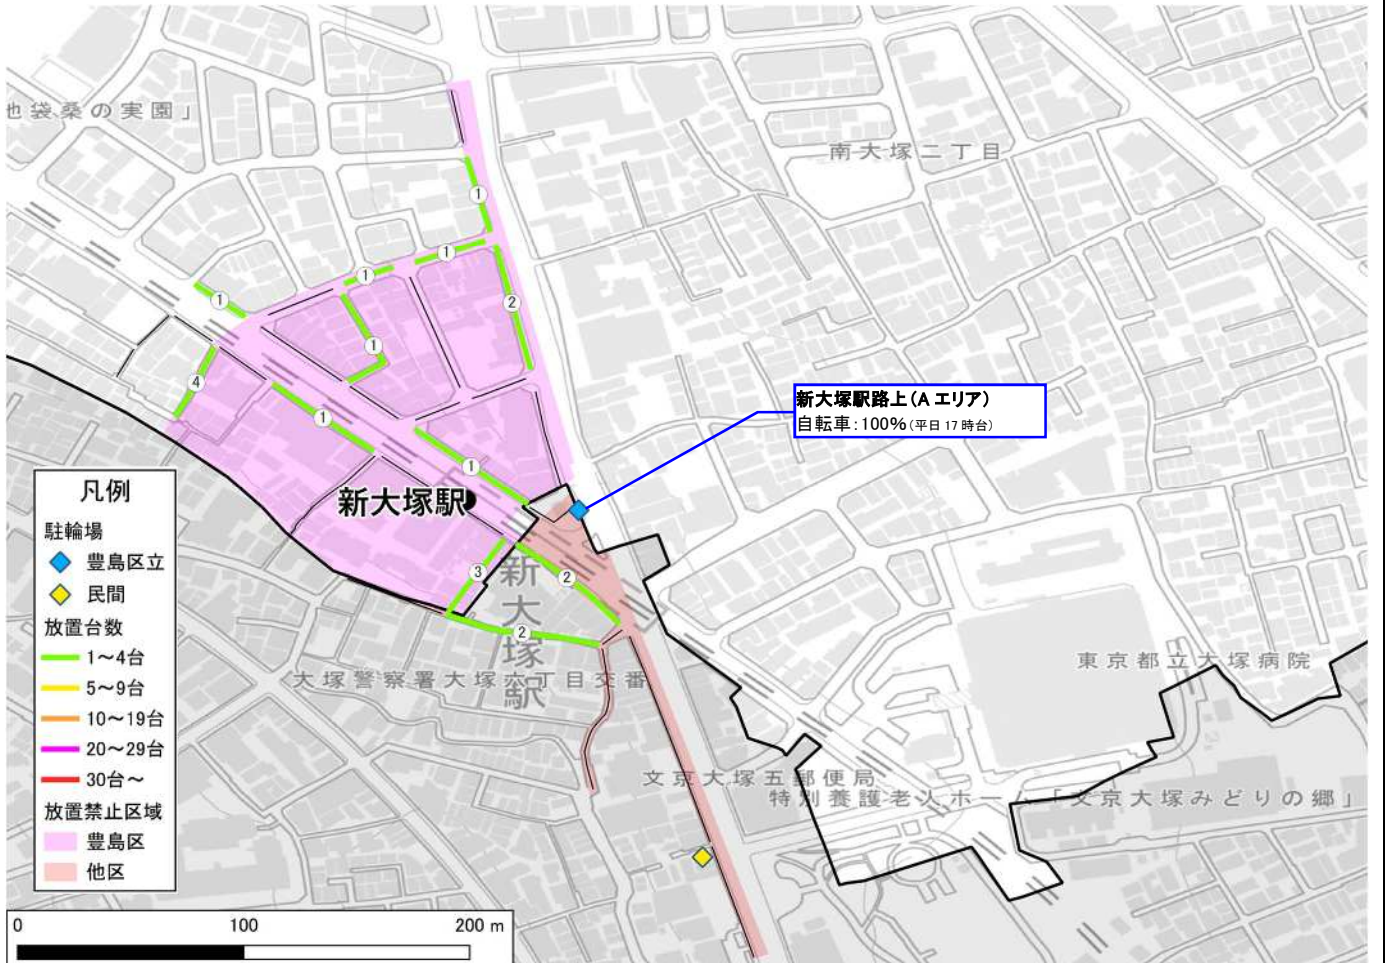 池袋桑の実園」
南大塚二丁目
1
1
1
1
2
1
4
1
1
新大塚駅路上(Aエリア)
自転車:100%(平日17時台)
新大塚駅
新大塚駅
3
2
2
大塚警察署大塚六丁目交番
東京都立大塚病院
文京大塚五郵便局
特別養護老人ホーム「文京大塚みどりの郷」
凡例
駐輪場
豊島区立
民間
放置台数
1～4台
5～9台
10～19台
20～29台
30台～
放置禁止区域
豊島区
他区
0 100 200 m